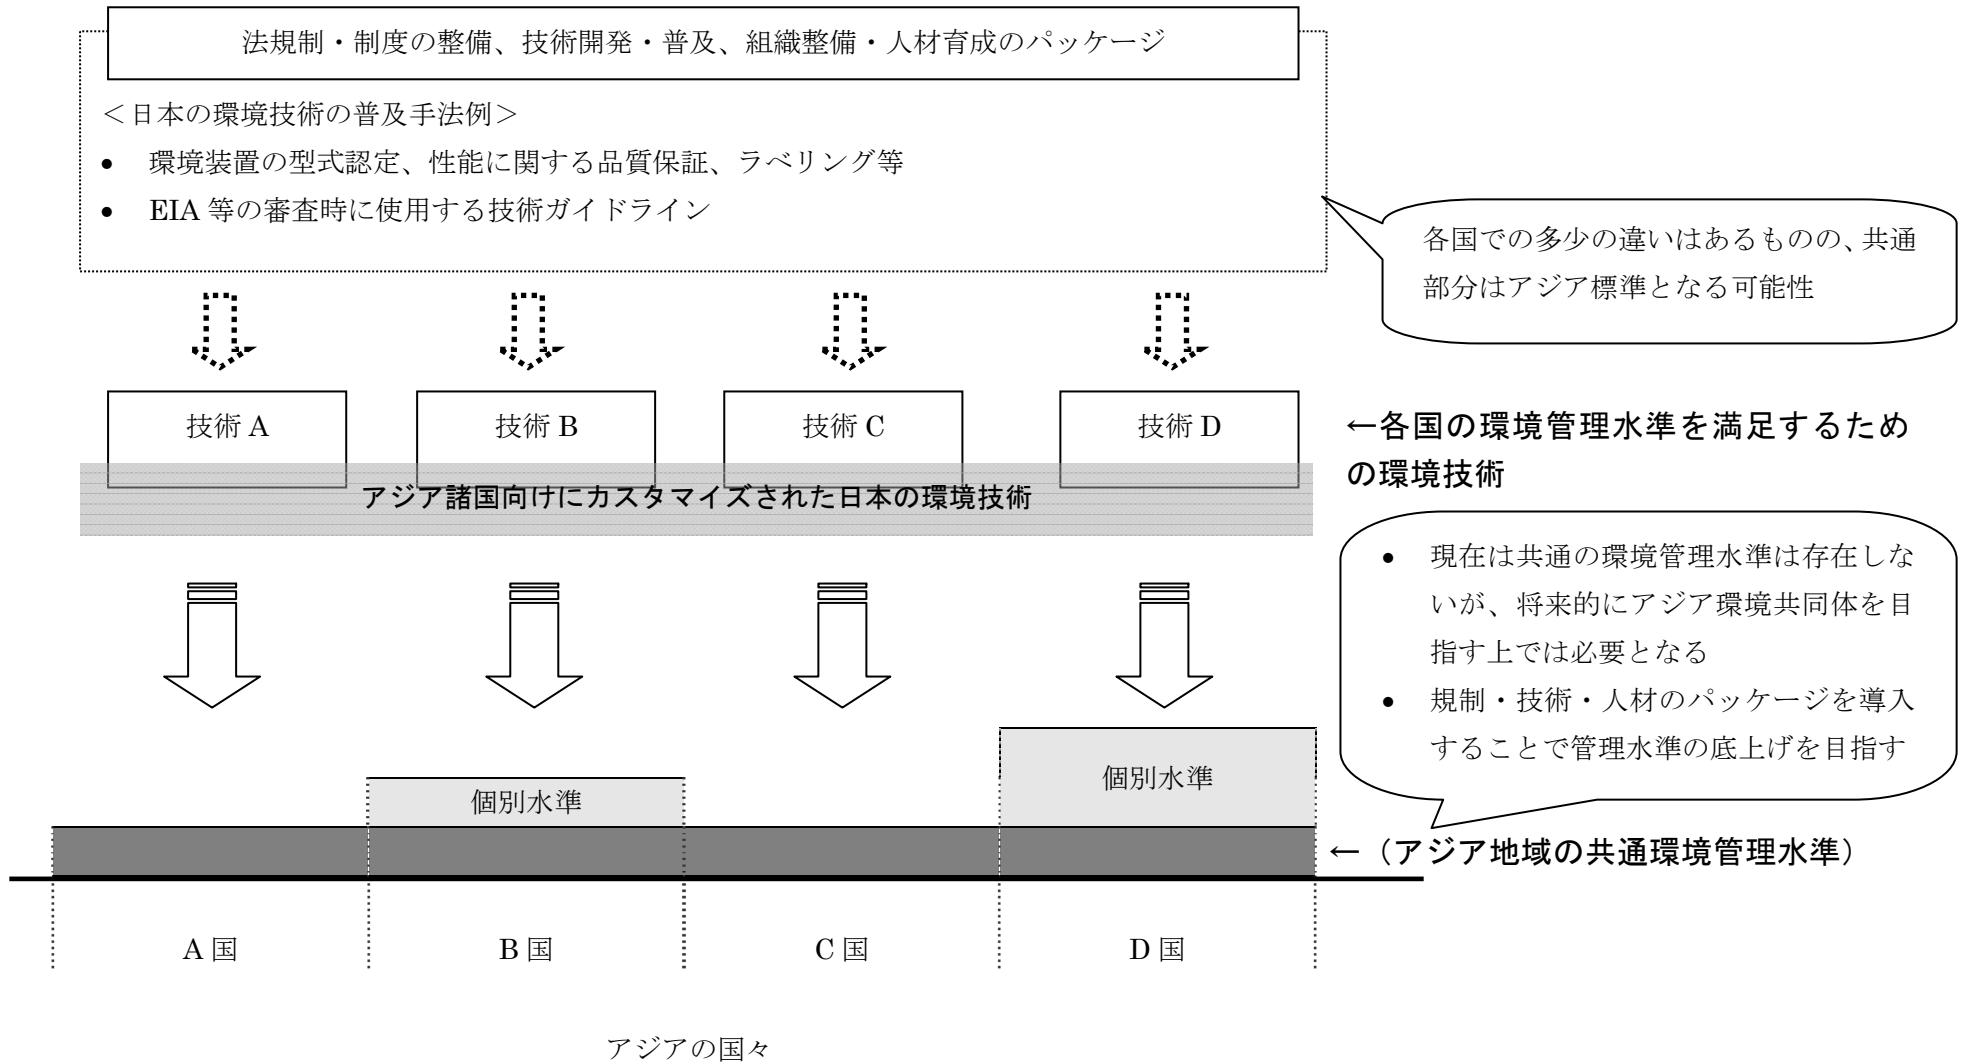 法規制・制度の整備、技術開発・普及、組織整備・人材育成のパッケージ
＜日本の環境技術の普及手法例＞
• 環境装置の型式認定、性能に関する品質保証、ラベリング等
• EIA 等の審査時に使用する技術ガイドライン
各国での多少の違いはあるものの、共通
部分はアジア標準となる可能性
技術 A
技術 B
技術 C
技術 D
←各国の環境管理水準を満足するため
の環境技術
アジア諸国向けにカスタマイズされた日本の環境技術
• 現在は共通の環境管理水準は存在しな
いが、将来的にアジア環境共同体を目
指す上では必要となる
• 規制・技術・人材のパッケージを導入
することで管理水準の底上げを目指す
個別水準
個別水準
←（アジア地域の共通環境管理水準）
A 国
B 国
C 国
D 国
アジアの国々